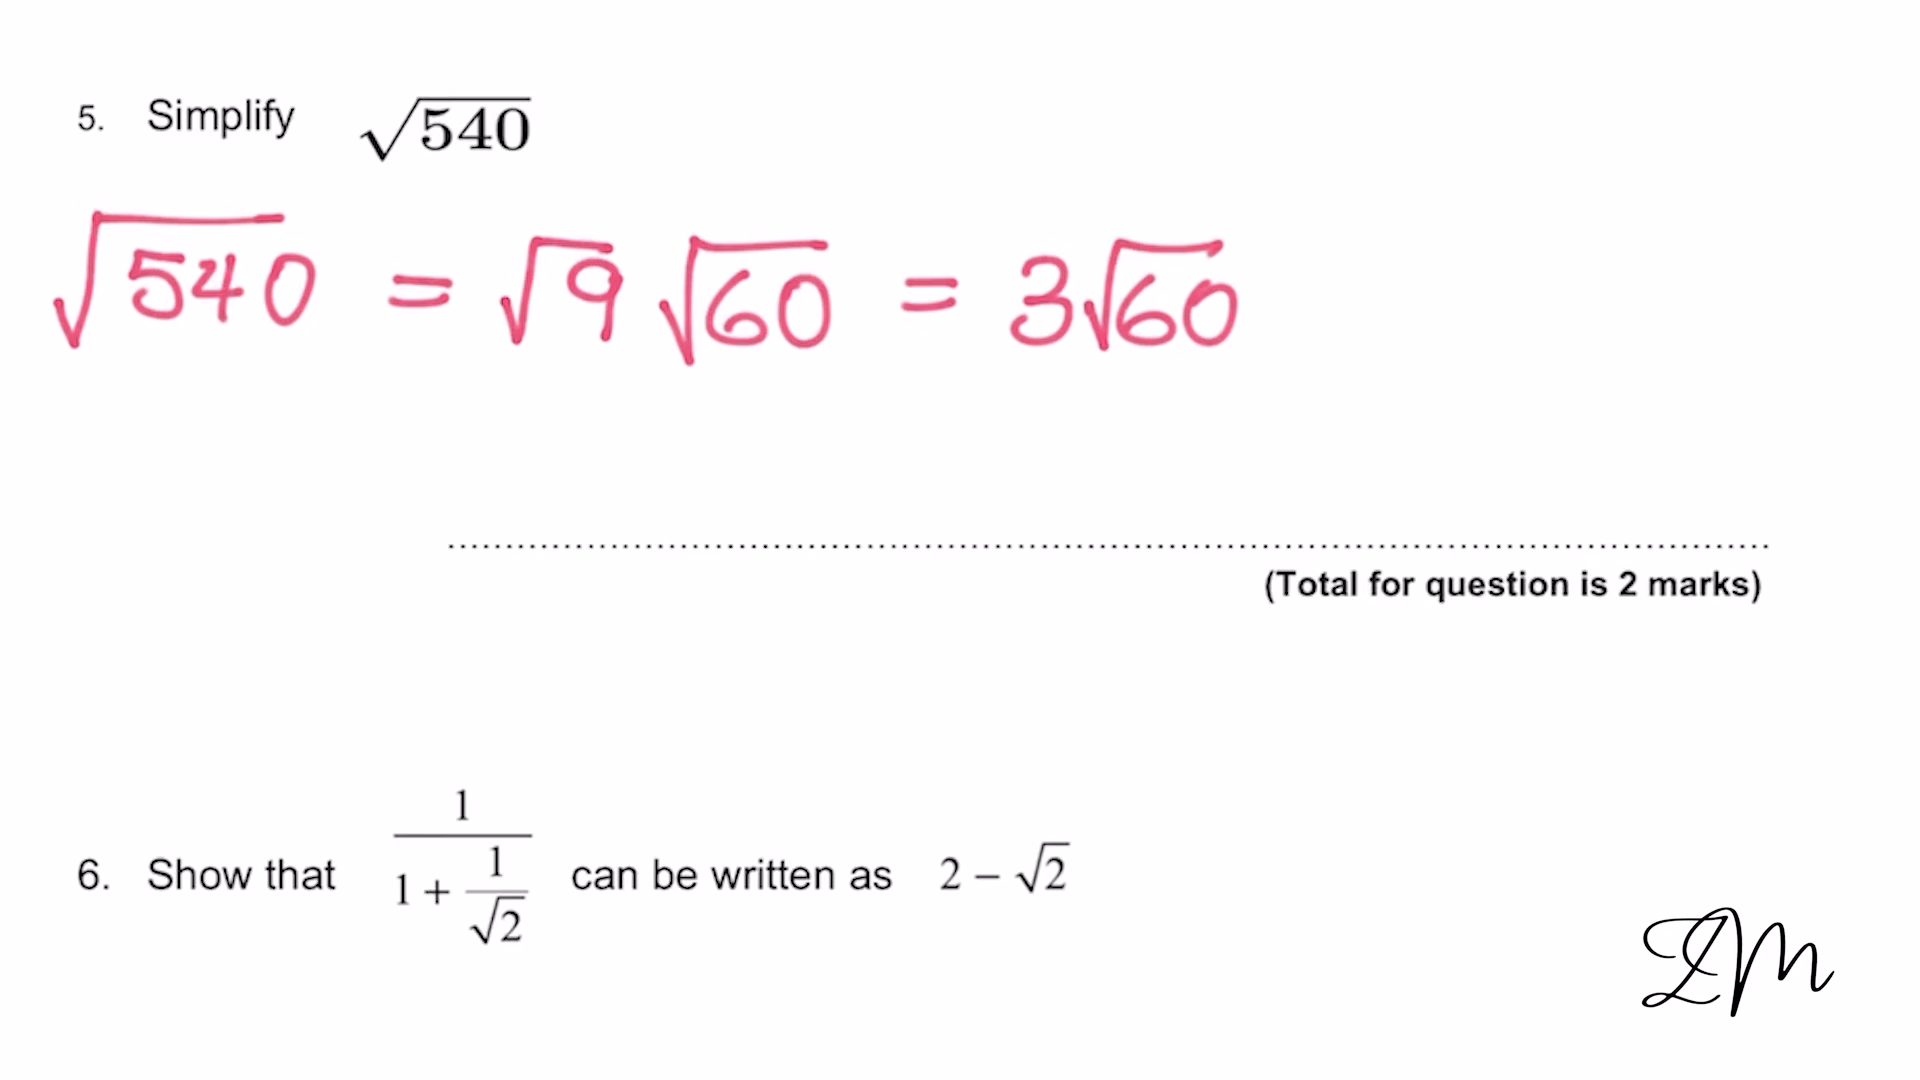 5. Simplify √540
√540 = √9 √60 = 3√60
(Total for question is 2 marks)
6. Show that 1/(1 + 1/√2) can be written as 2 − √2
LM